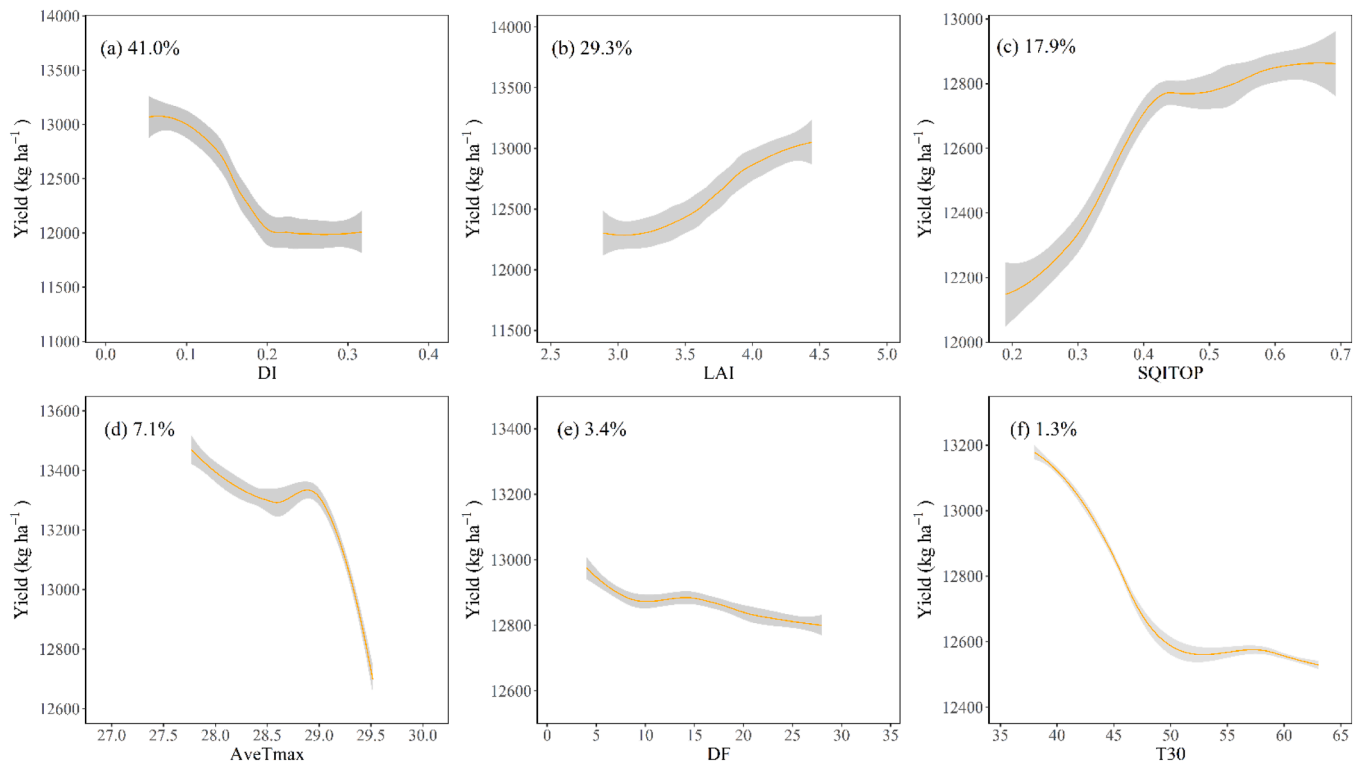 (a) 41.0%
Yield (kg ha⁻¹)
14000
13500
13000
12500
12000
11500
11000
0.0 0.1 0.2 0.3 0.4
DI
(b) 29.3%
Yield (kg ha⁻¹)
14000
13500
13000
12500
12000
11500
2.5 3.0 3.5 4.0 4.5 5.0
LAI
(c) 17.9%
Yield (kg ha⁻¹)
13000
12800
12600
12400
12200
12000
0.2 0.3 0.4 0.5 0.6 0.7
SQITOP
(d) 7.1%
Yield (kg ha⁻¹)
13600
13400
13200
13000
12800
12600
27.0 27.5 28.0 28.5 29.0 29.5 30.0
AveTmax
(e) 3.4%
Yield (kg ha⁻¹)
13400
13200
13000
12800
12600
0 5 10 15 20 25 30 35
DF
(f) 1.3%
Yield (kg ha⁻¹)
13200
13000
12800
12600
12400
35 40 45 50 55 60 65
T30